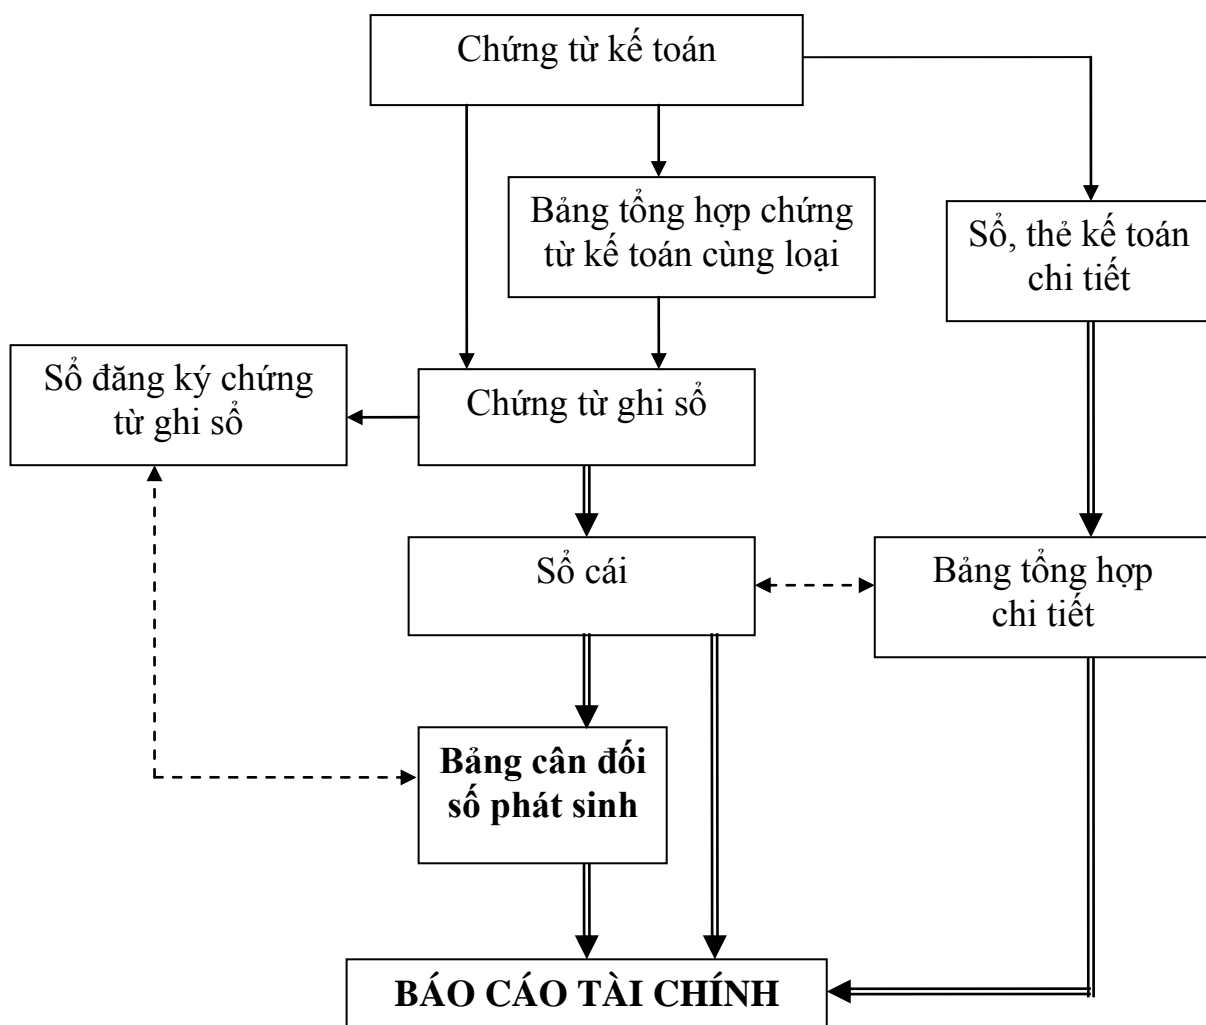 Chứng từ kế toán
Bảng tổng hợp chứng
từ kế toán cùng loại
Sổ, thẻ kế toán
chi tiết
Sổ đăng ký chứng
từ ghi sổ
Chứng từ ghi sổ
Sổ cái
Bảng tổng hợp
chi tiết
Bảng cân đối
số phát sinh
BÁO CÁO TÀI CHÍNH